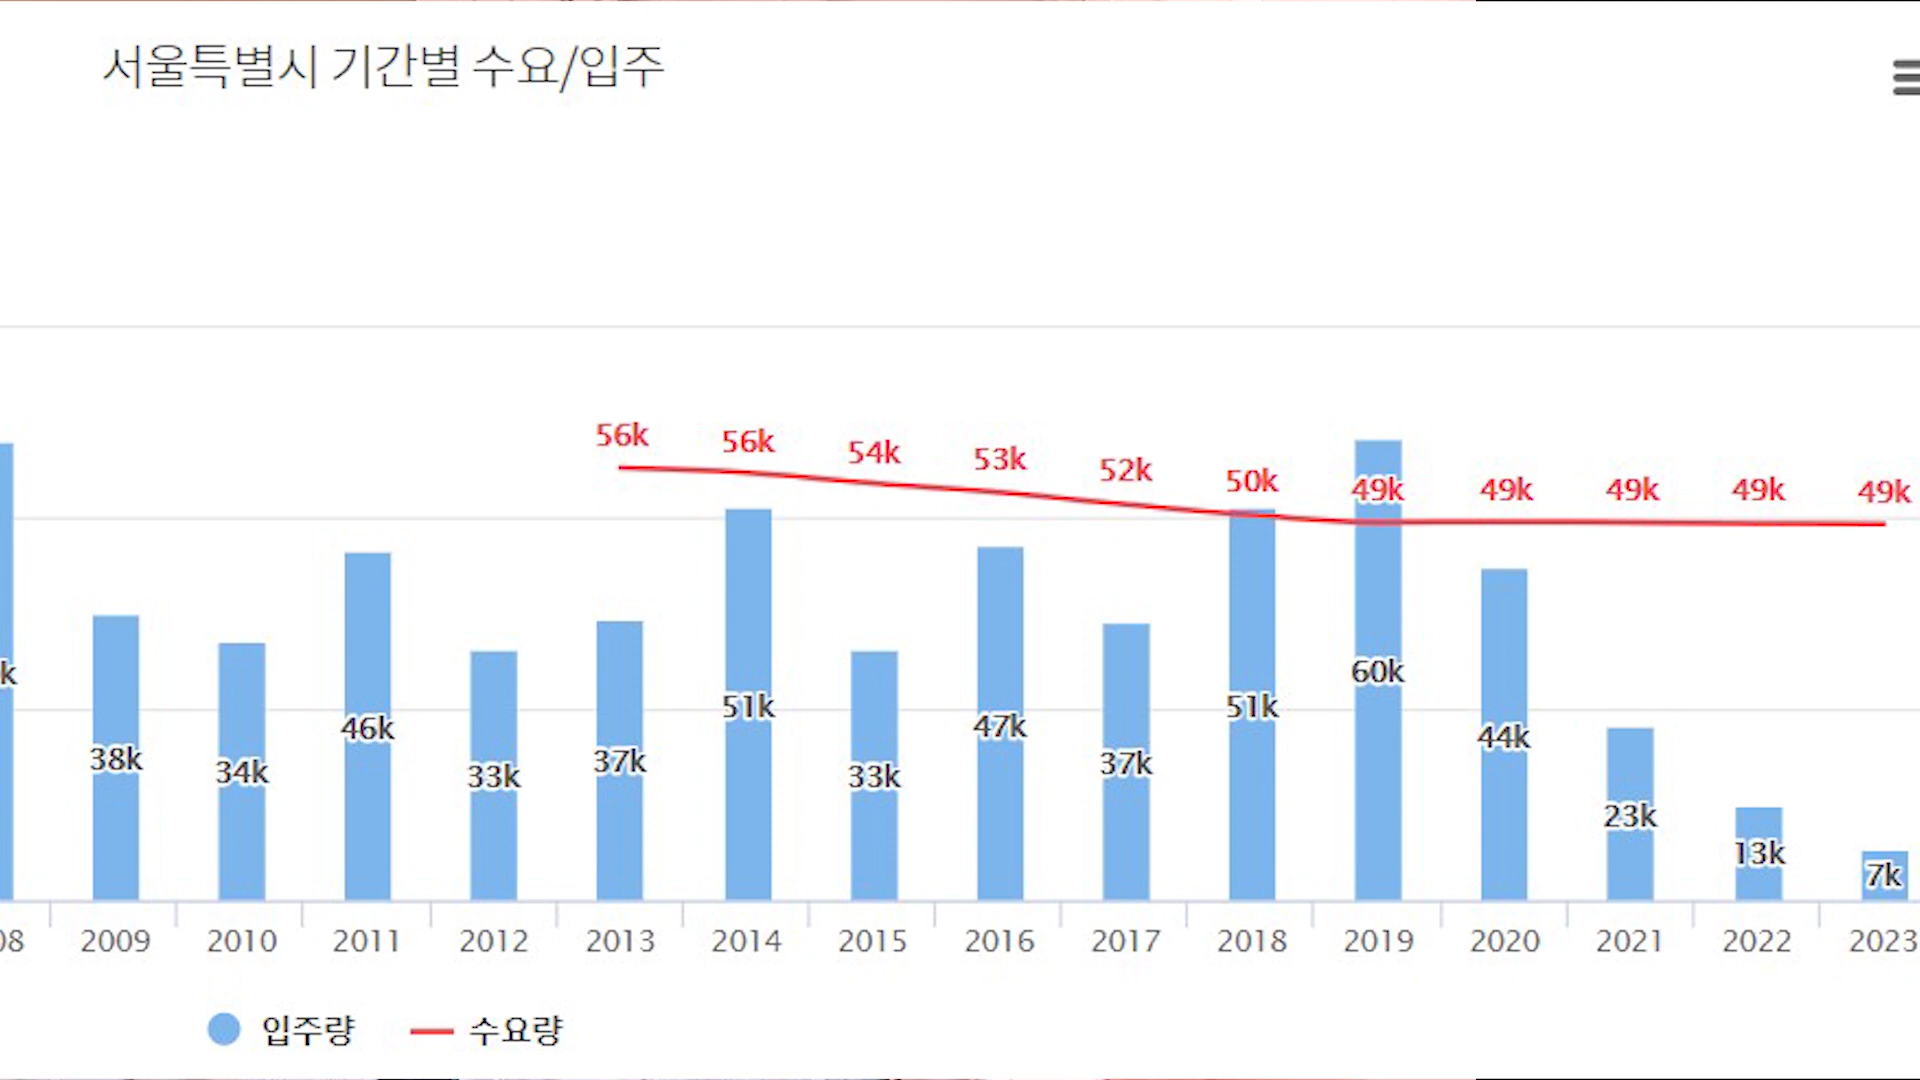 서울특별시 기간별 수요/입주
56k 56k 54k 53k 52k 50k 49k 49k 49k 49k 49k
k 38k 34k 46k 33k 37k 51k 33k 47k 37k 51k 60k 44k 23k 13k 7k
08 2009 2010 2011 2012 2013 2014 2015 2016 2017 2018 2019 2020 2021 2022 2023
입주량 수요량